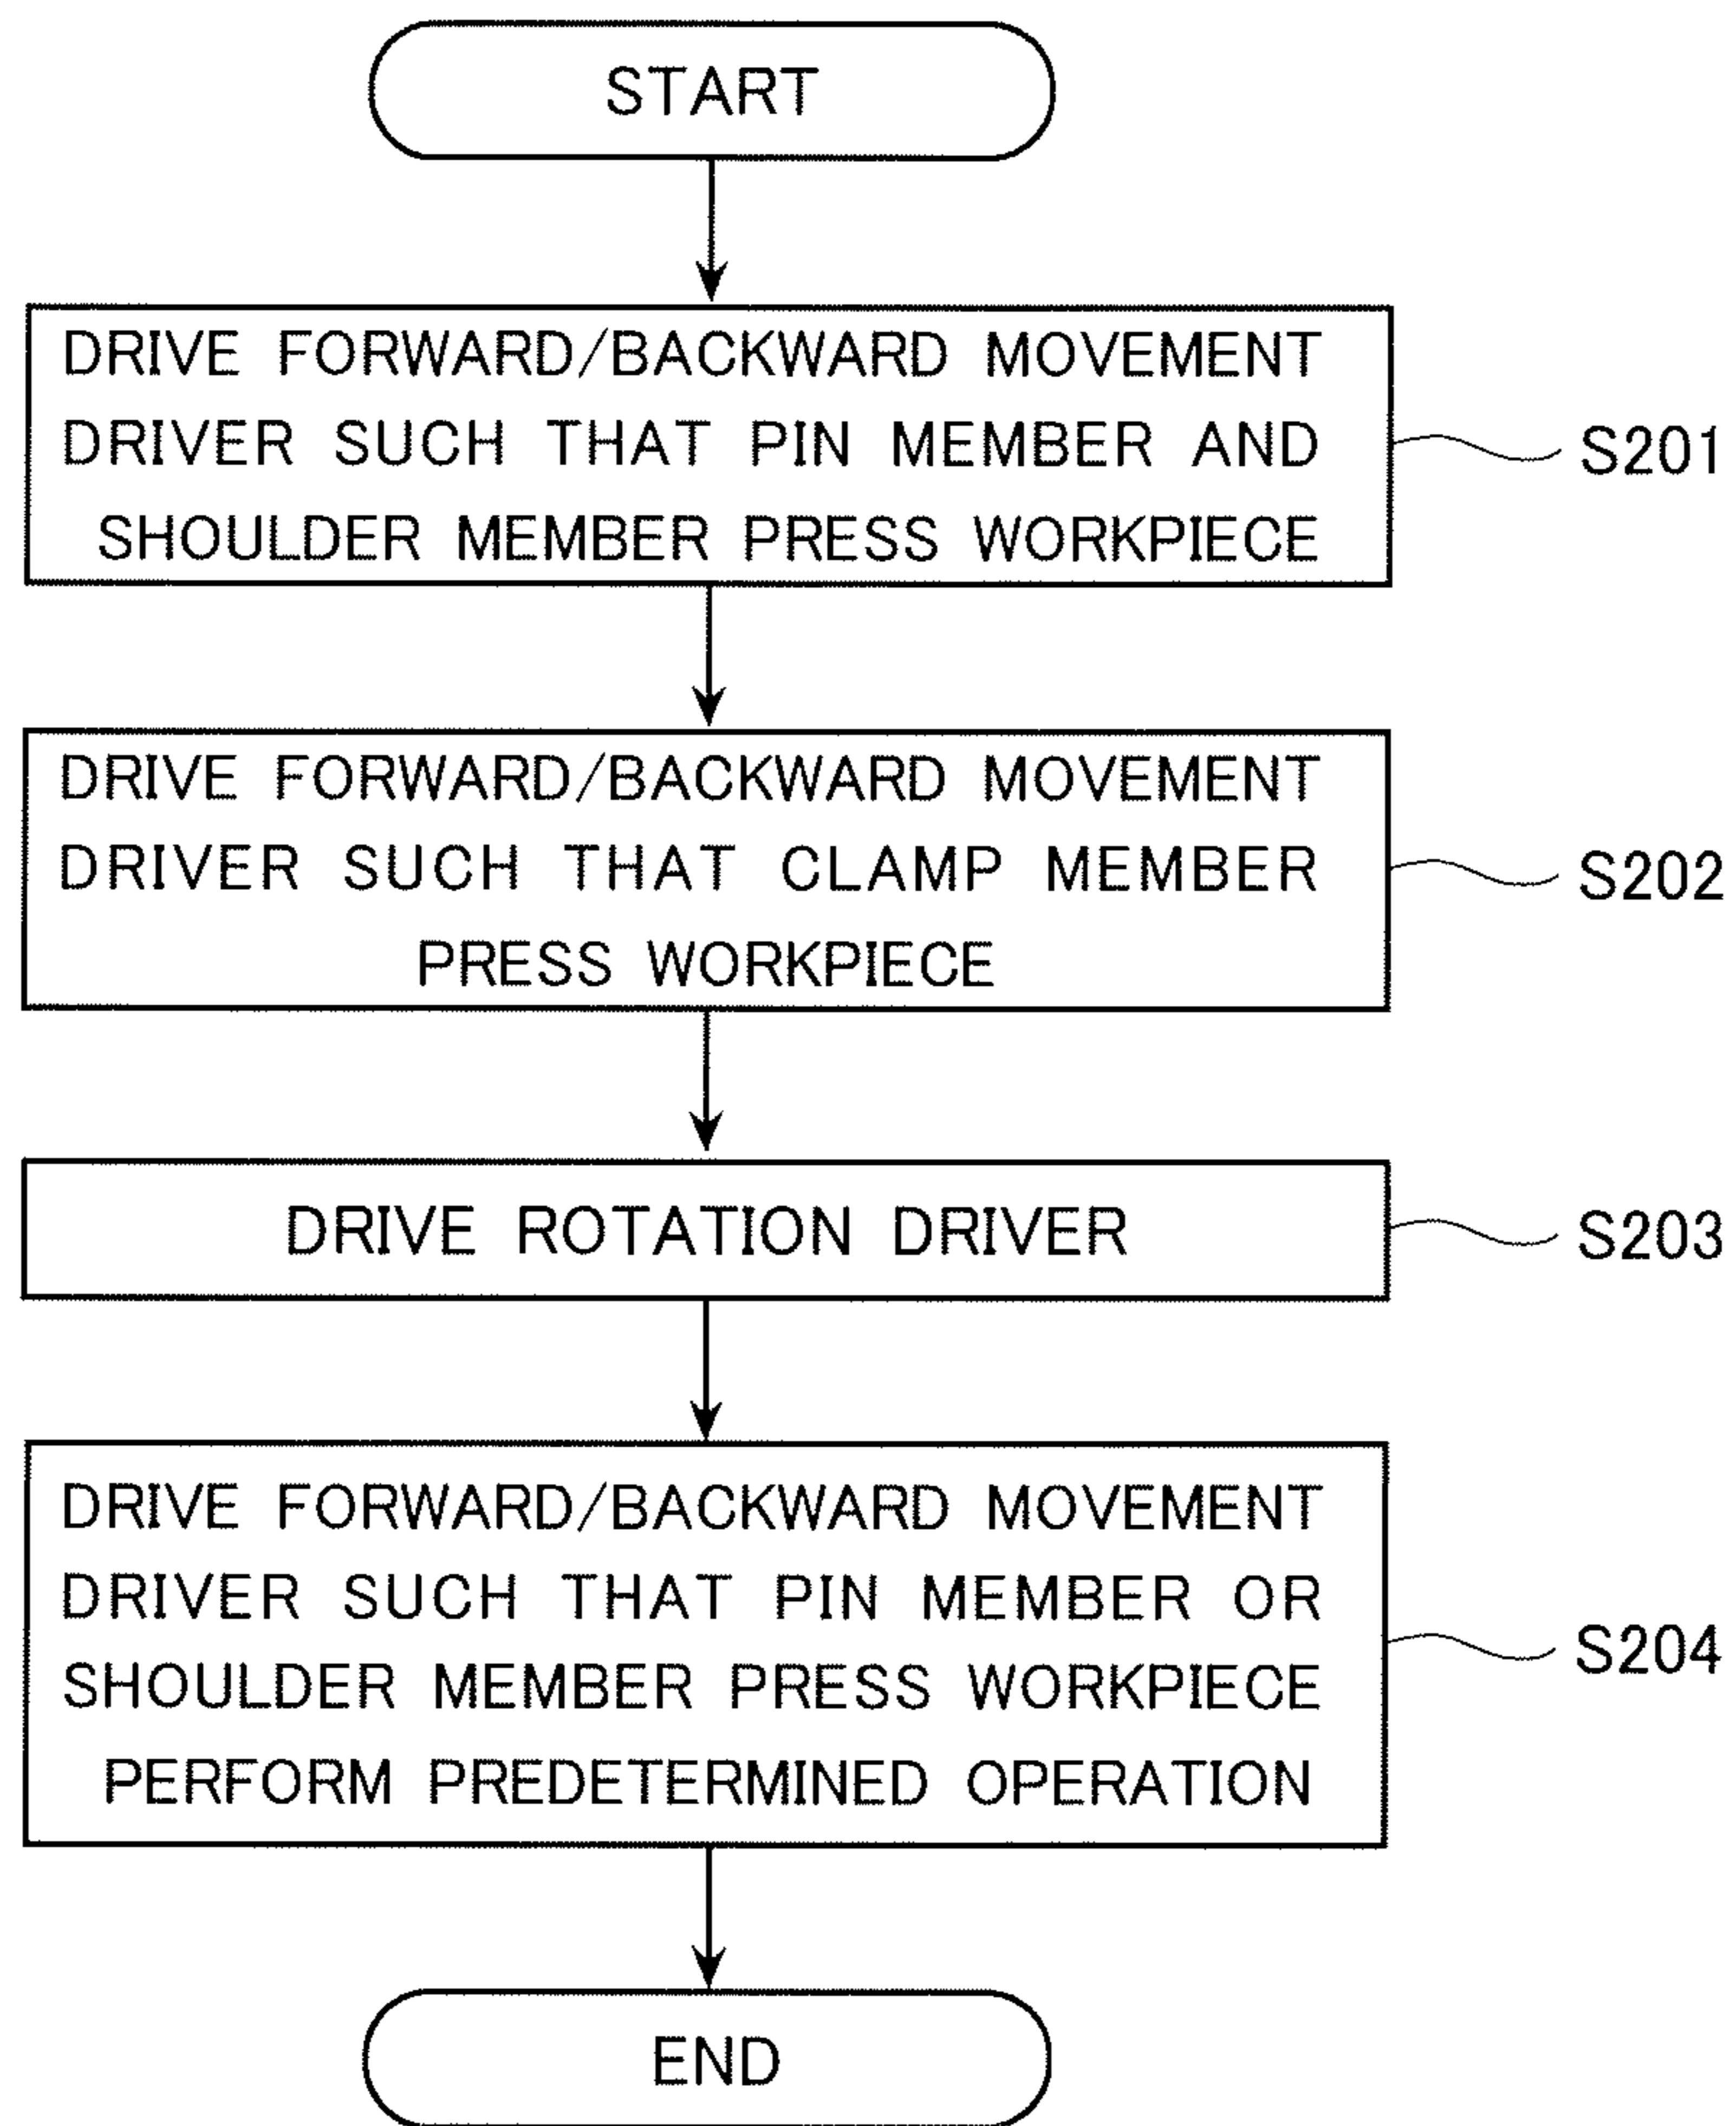 START
DRIVE FORWARD/BACKWARD MOVEMENT
DRIVER SUCH THAT PIN MEMBER AND
SHOULDER MEMBER PRESS WORKPIECE
S201
DRIVE FORWARD/BACKWARD MOVEMENT
DRIVER SUCH THAT CLAMP MEMBER
PRESS WORKPIECE
S202
DRIVE ROTATION DRIVER
S203
DRIVE FORWARD/BACKWARD MOVEMENT
DRIVER SUCH THAT PIN MEMBER OR
SHOULDER MEMBER PRESS WORKPIECE
PERFORM PREDETERMINED OPERATION
S204
END